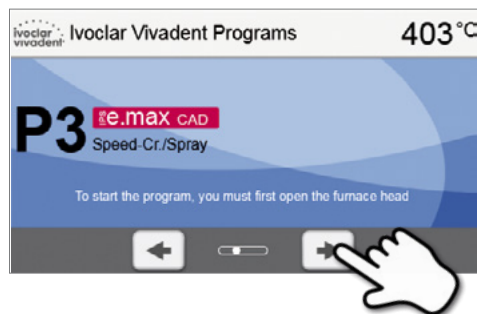 ivoclar vivadent Ivoclar Vivadent Programs 403°C
P3 IPS e.max CAD
Speed-Cr./Spray
To start the program, you must first open the furnace head